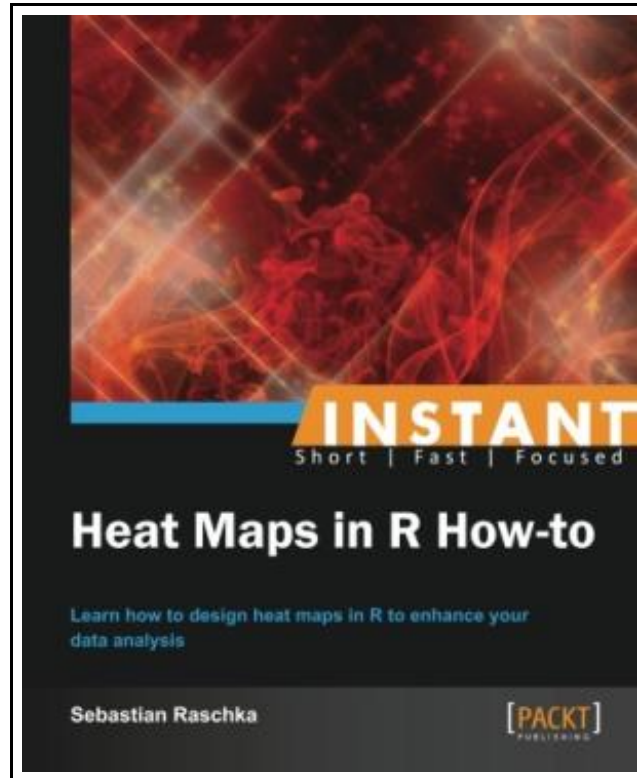 INSTANT
Short | Fast | Focused
Heat Maps in R How-to
Learn how to design heat maps in R to enhance your
data analysis
Sebastian Raschka
[PACKT]
PUBLISHING